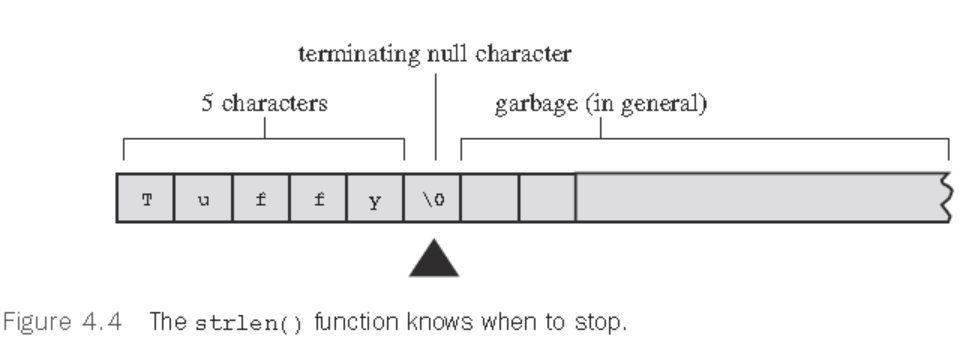 terminating null character
5 characters
garbage (in general)
T u f f y \0
Figure 4.4 The strlen() function knows when to stop.